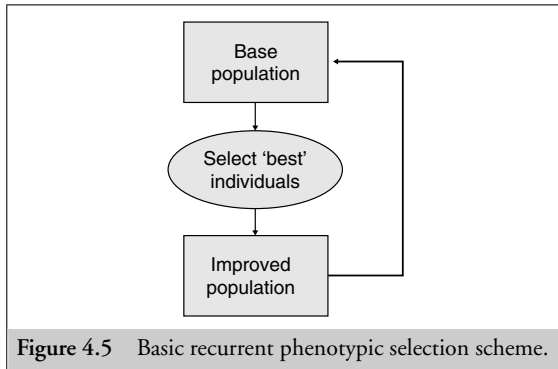 Base
population
Select ‘best’
individuals
Improved
population
Figure 4.5 Basic recurrent phenotypic selection scheme.